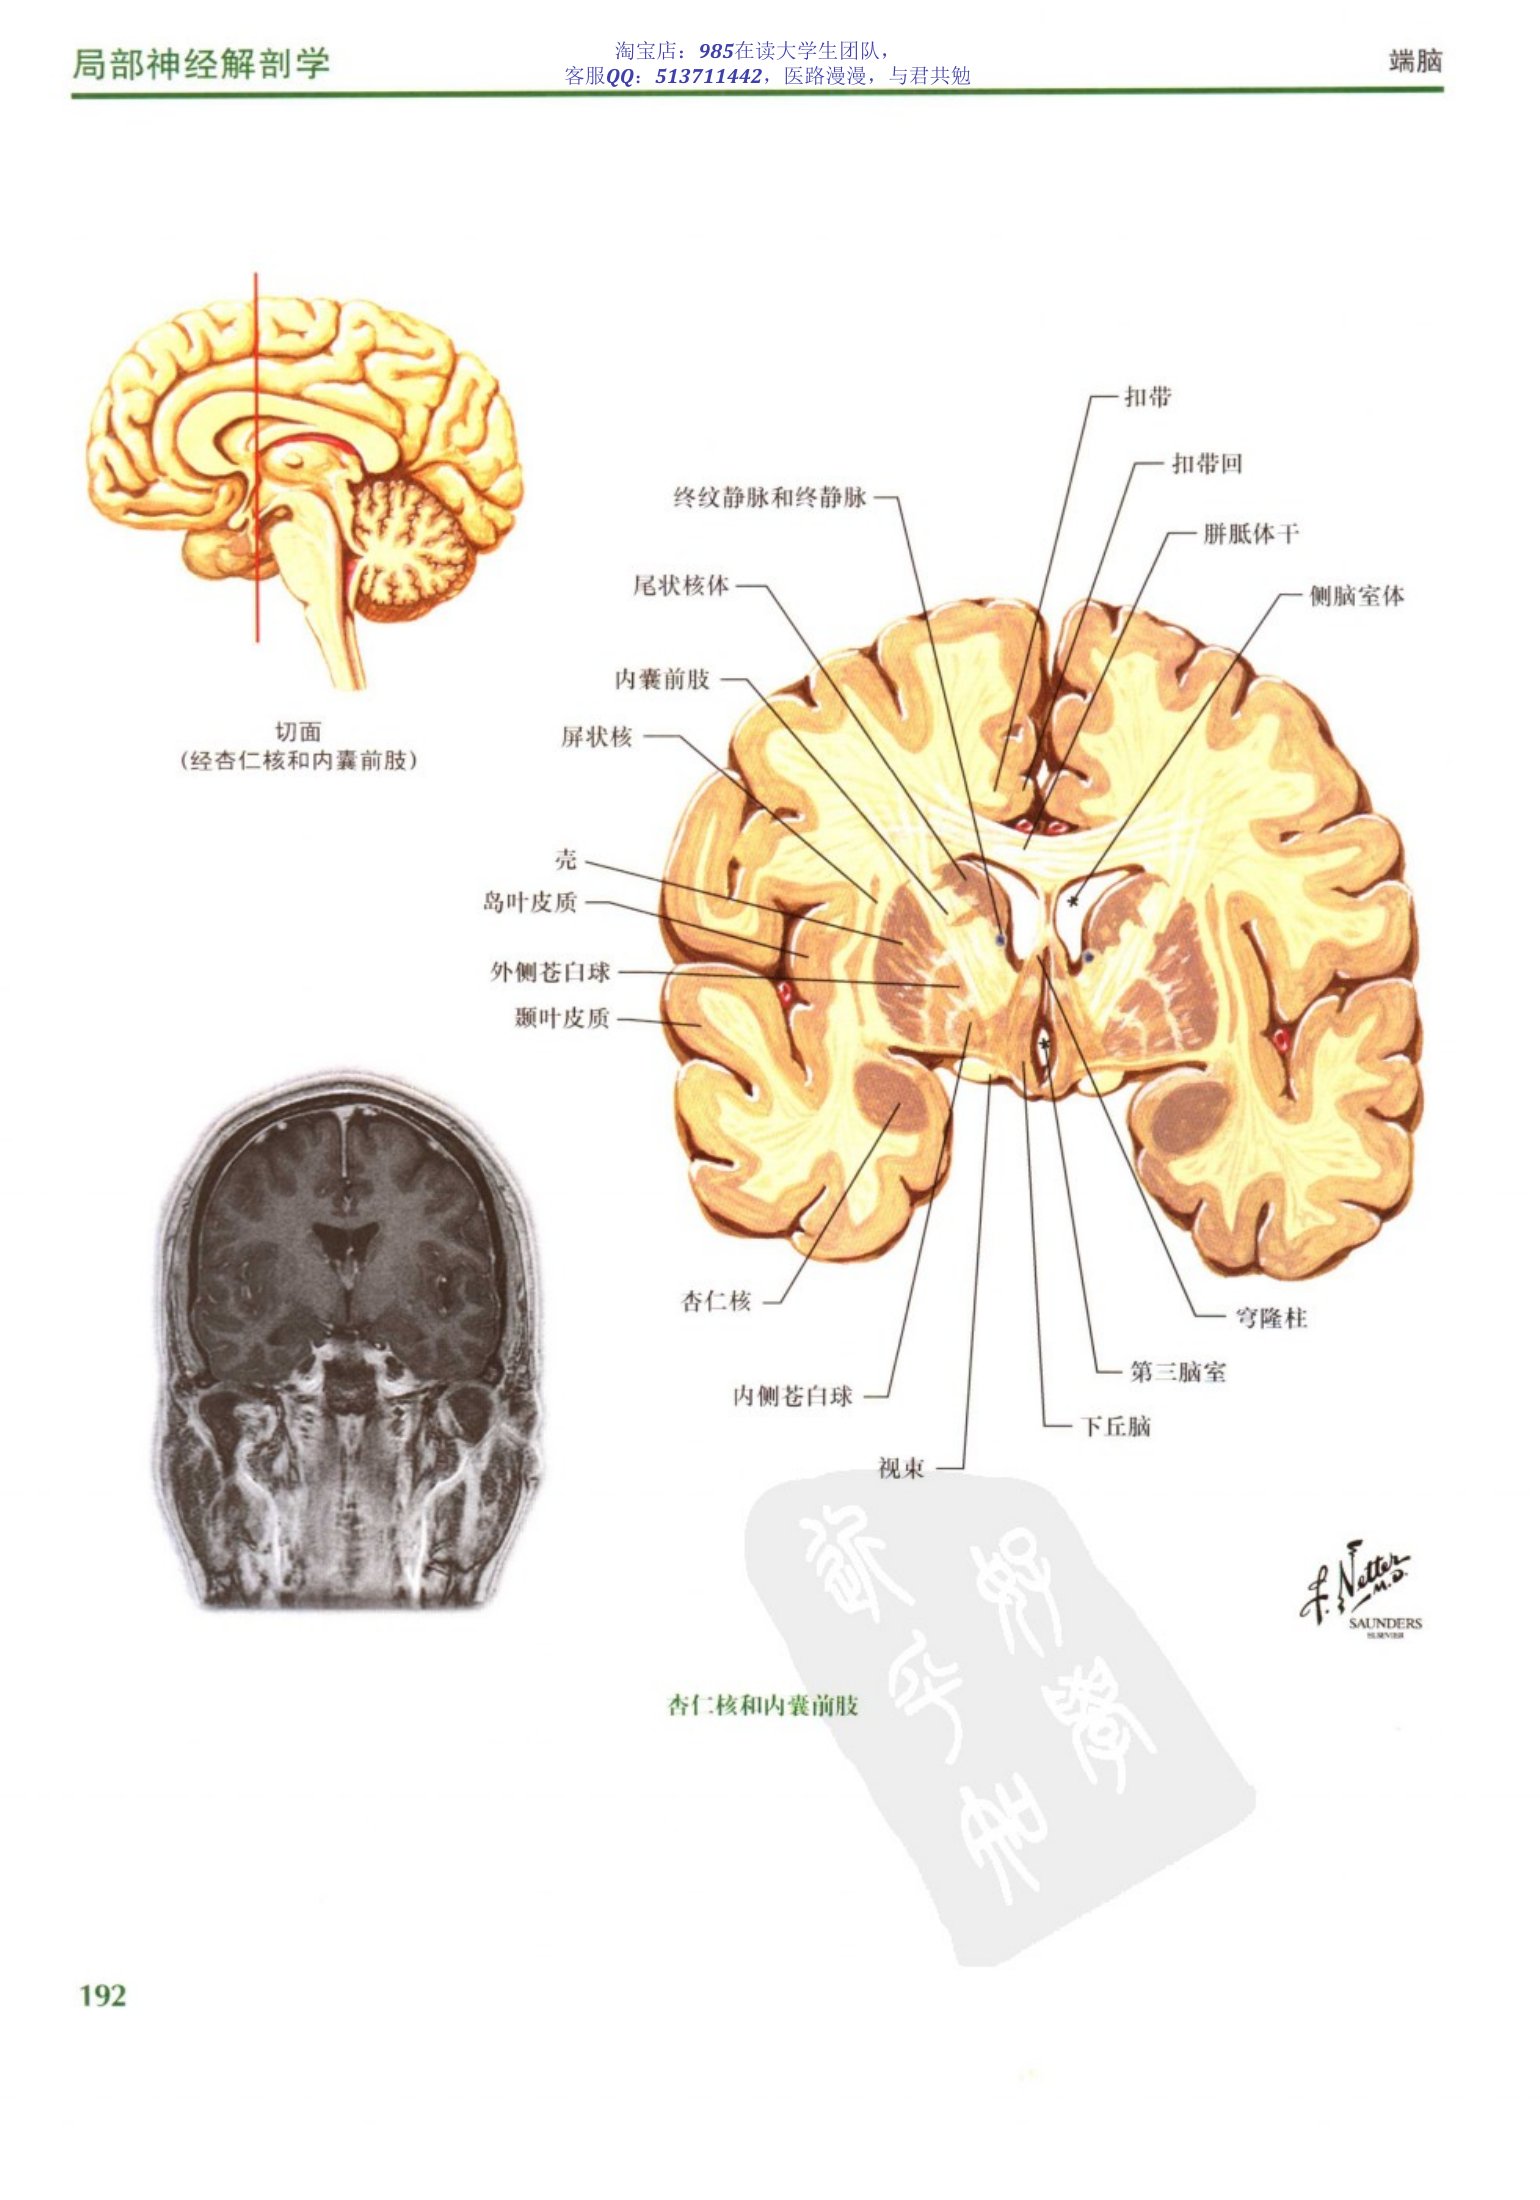 局部神经解剖学
淘宝店：985在读大学生团队，
客服QQ：513711442，医路漫漫，与君共勉
端脑
扣带
扣带回
终纹静脉和终静脉
胼胝体干
尾状核体
侧脑室体
内囊前肢
屏状核
切面
(经杏仁核和内囊前肢)
壳
岛叶皮质
外侧苍白球
颞叶皮质
杏仁核
穹隆柱
第三脑室
内侧苍白球
下丘脑
视束
F. Netter
M.D.
SAUNDERS
ELSEVIER
杏仁核和内囊前肢
192